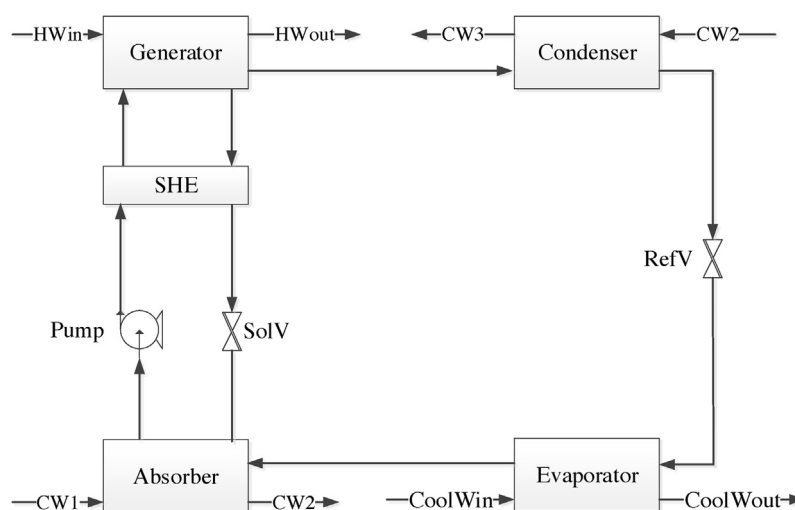 HWin
Generator
HWout
CW3
Condenser
CW2
SHE
RefV
Pump
SolV
Absorber
Evaporator
CW1
CW2
CoolWin
CoolWout